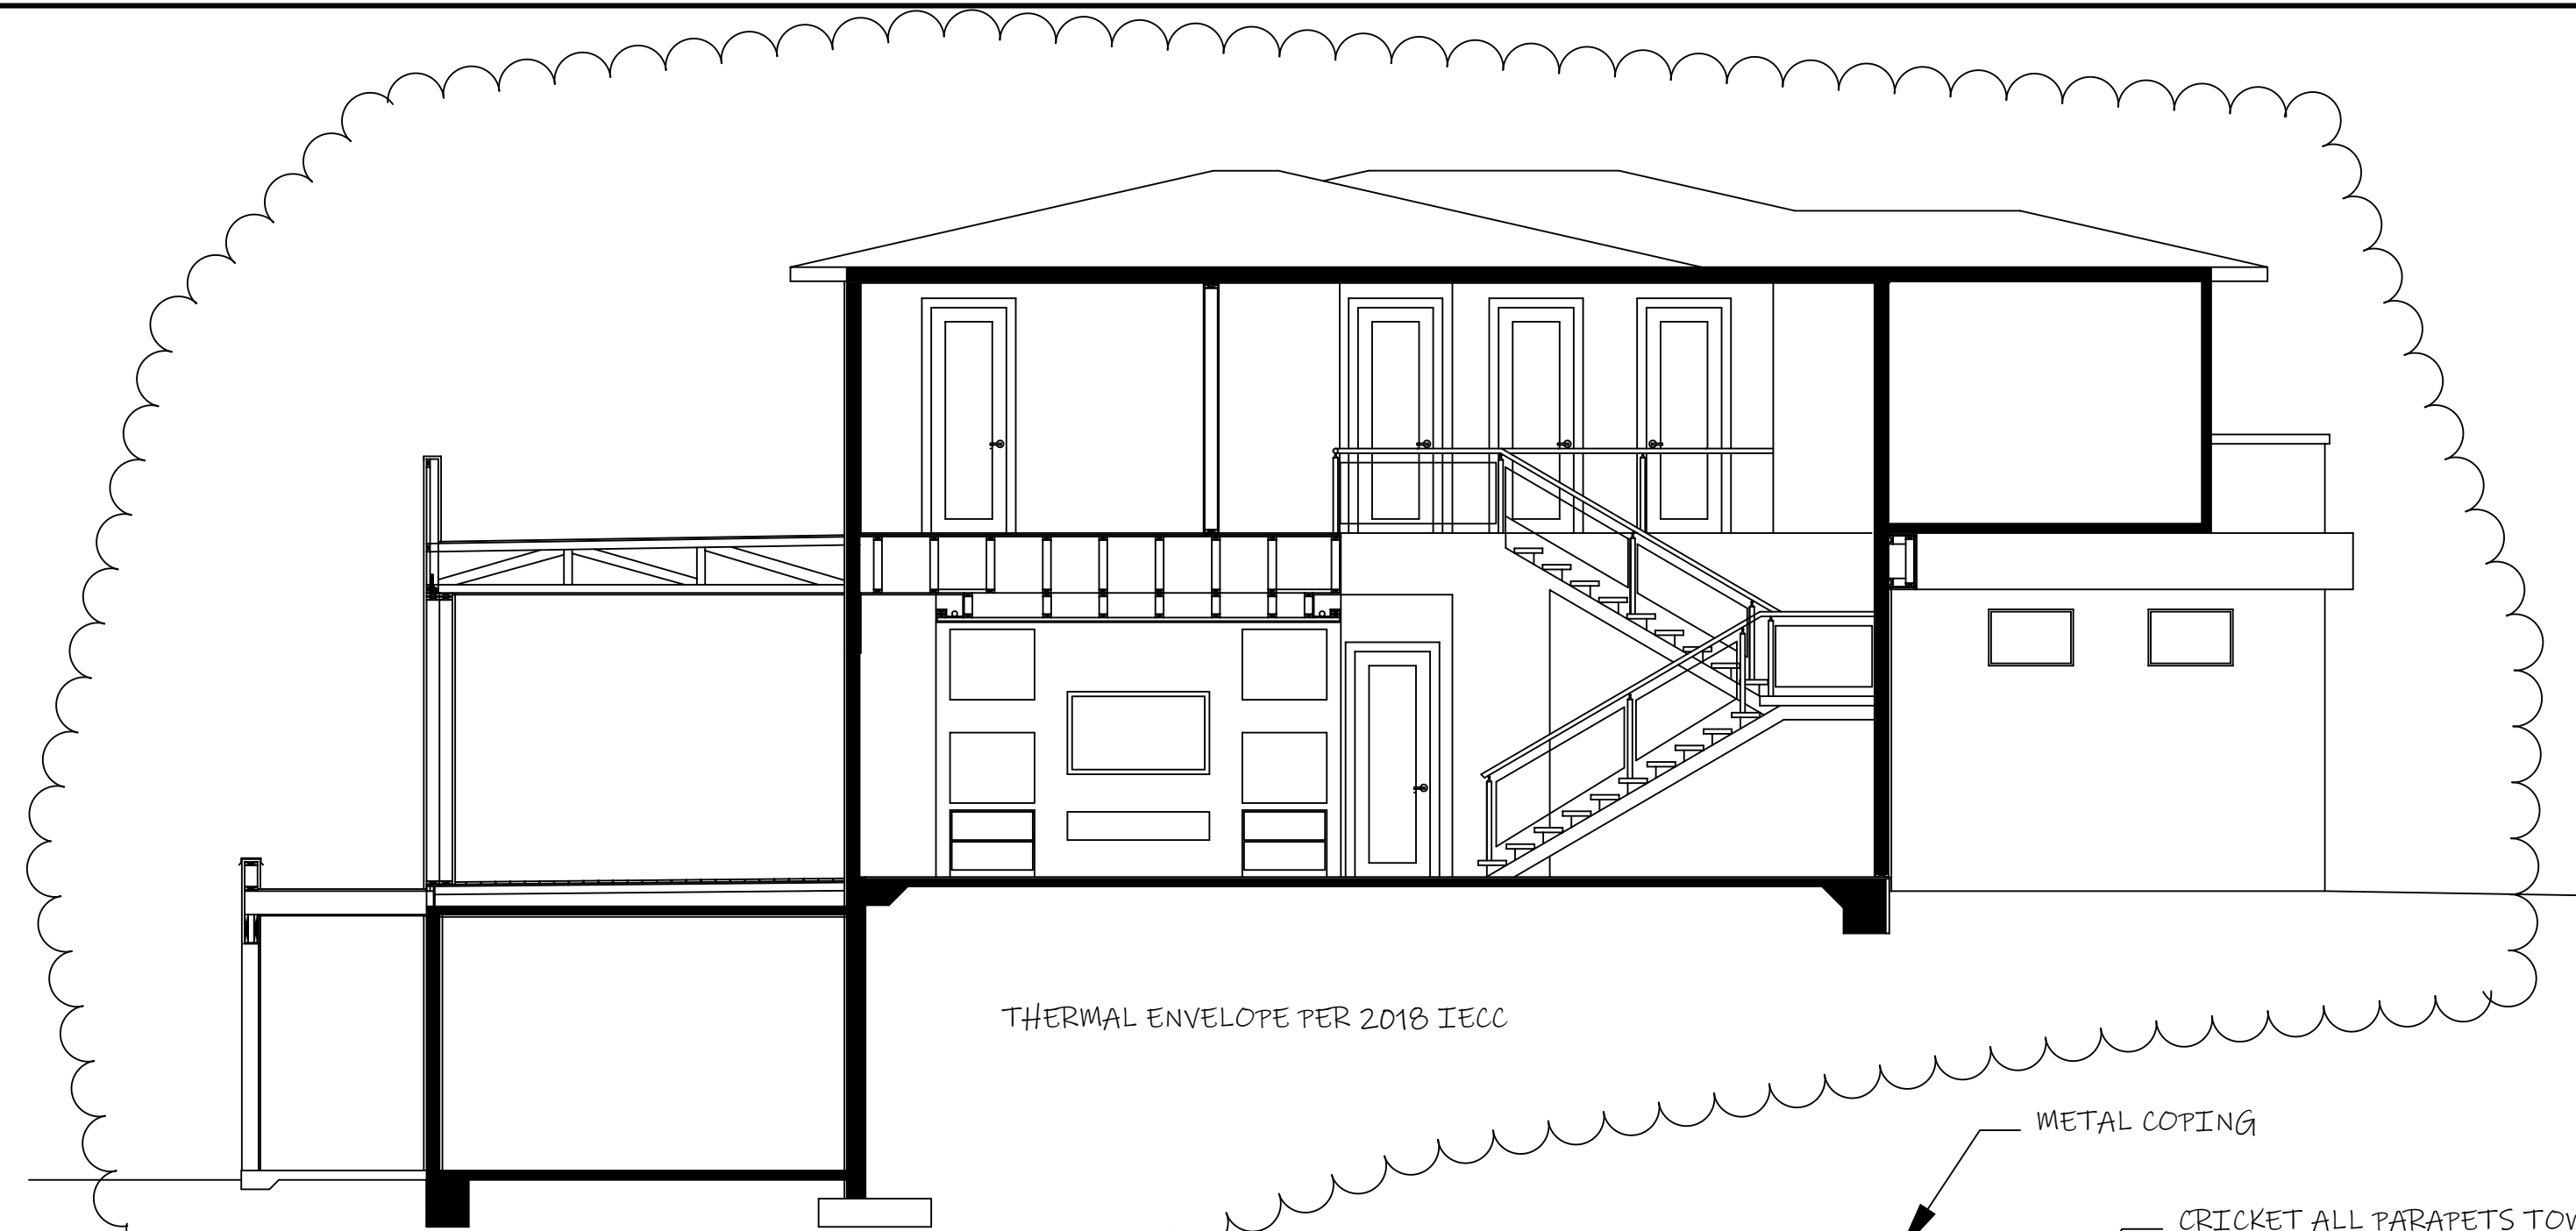 THERMAL ENVELOPE PER 2018 IECC
METAL COPING
CRICKET ALL PARAPETS